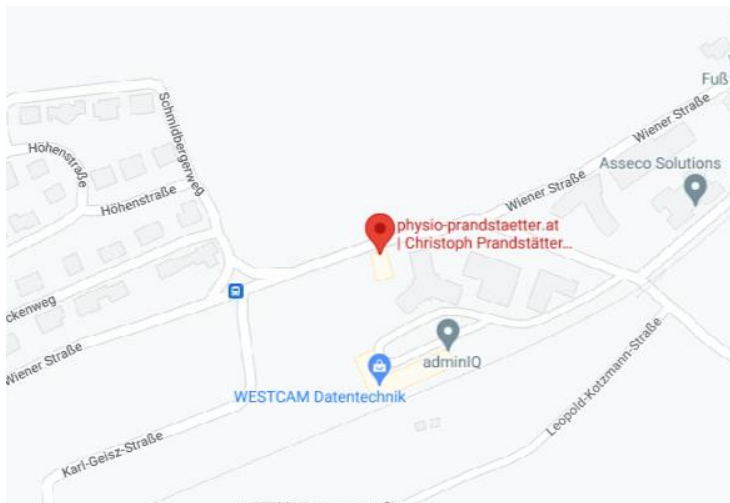 Fuß
Wiener Straße
Asseco Solutions
Schmidbergerweg
Höhenstraße
Höhenstraße
Wiener Straße
physio-prandstaetter.at
| Christoph Prandstätter...
ckenweg
Wiener Straße
adminIQ
WESTCAM Datentechnik
Leopold-Kotzmann-Straße
Karl-Geisz-Straße